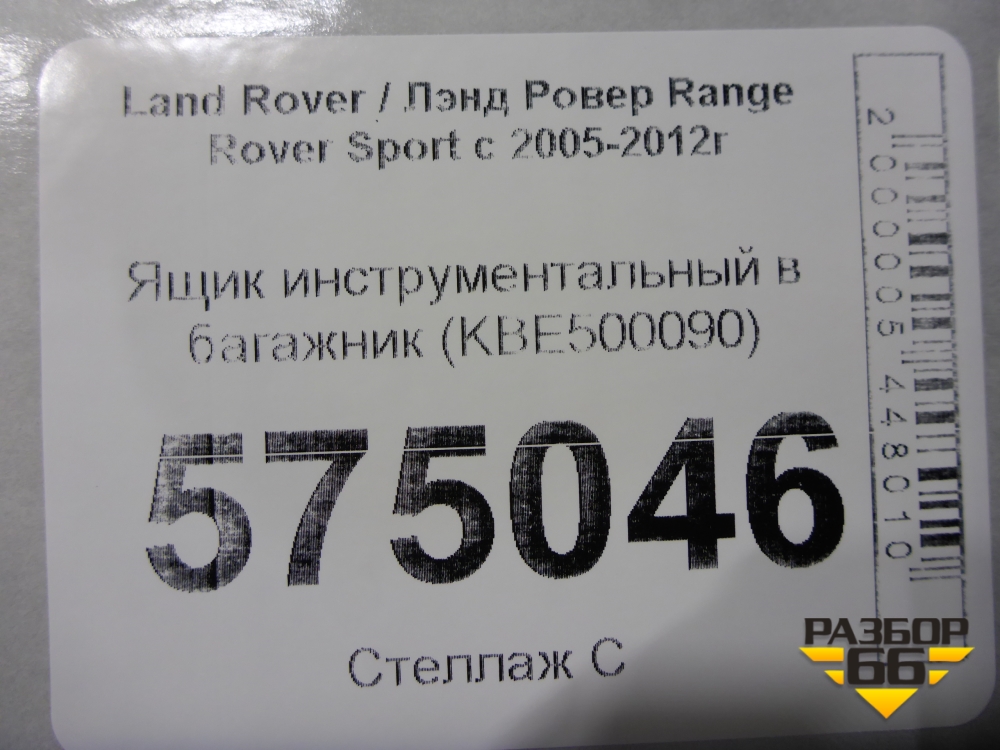 Land Rover / Лэнд Ровер Range
Rover Sport с 2005-2012г
Ящик инструментальный в
багажник (KBE500090)
575046
Стеллаж С
2000005448010
РАЗБОР
66